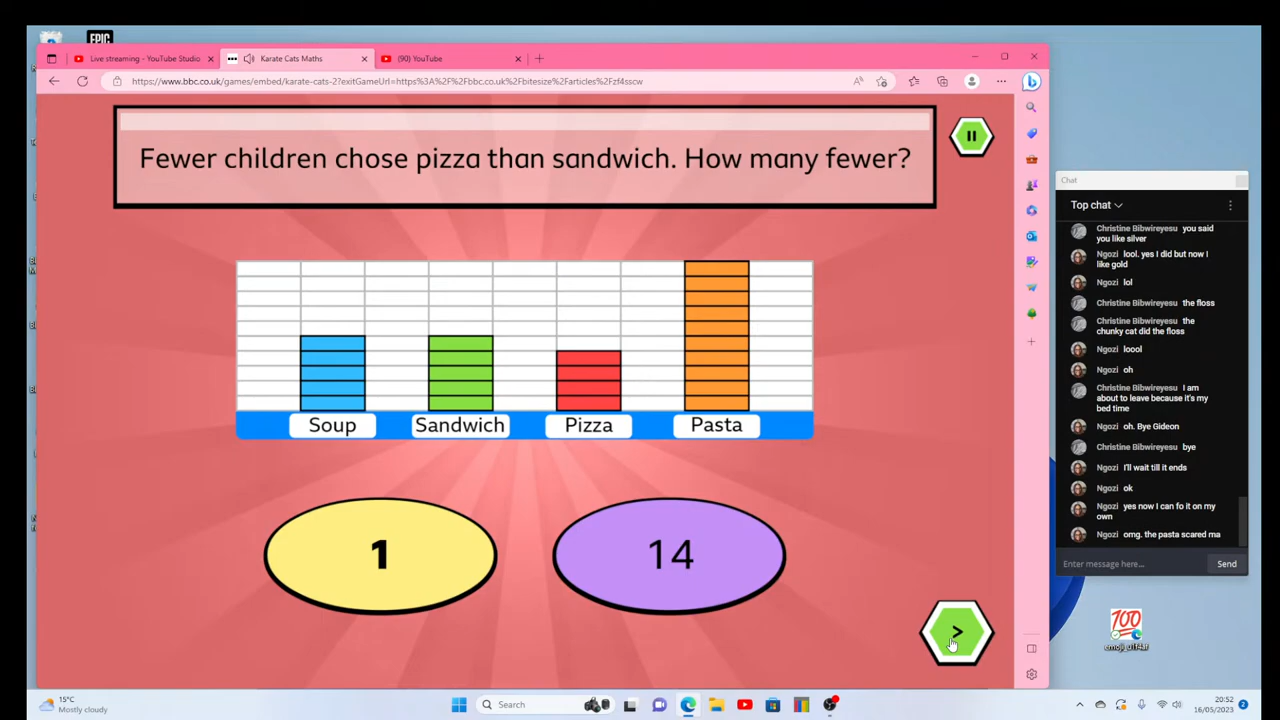 EPIC
Live streaming - YouTube Studio
Karate Cats Maths
(90) YouTube
https://www.bbc.co.uk/games/embed/karate-cats-2?exitGameUrl=https%3A%2F%2Fbbc.co.uk%2Fbitesize%2Farticles%2Fzf4sscw
Fewer children chose pizza than sandwich. How many fewer?
Soup
Sandwich
Pizza
Pasta
1
14
>
Chat
Top chat
Christine Bibwireyesu you said
you like silver
Ngozi lool. yes I did but now I
like gold
Ngozi lol
Christine Bibwireyesu the floss
Christine Bibwireyesu the
chunky cat did the floss
Ngozi loool
Ngozi oh
Christine Bibwireyesu I am
about to leave because it's my
bed time
Ngozi oh. Bye Gideon
Christine Bibwireyesu bye
Ngozi I'll wait till it ends
Ngozi ok
Ngozi yes now I can fo it on my
own
Ngozi omg. the pasta scared ma
Enter message here...
Send
100
emoji_u1f4af
15°C
Mostly cloudy
Search
20:52
16/05/2023
2